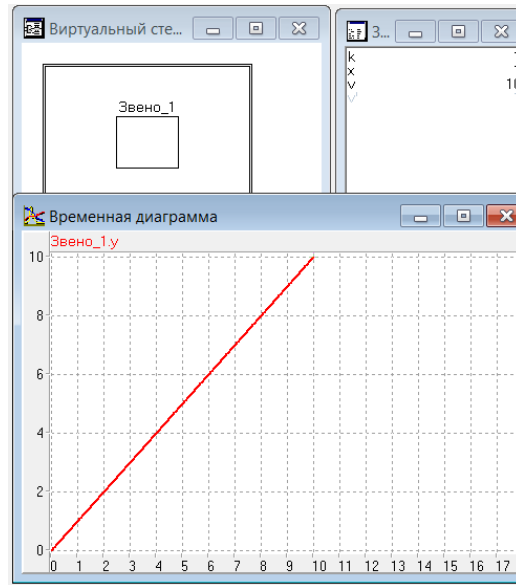 Виртуальный сте...
З...
Звено_1
k
x
v
10
Временная диаграмма
Звено_1.y
10
8
6
4
2
0
0 1 2 3 4 5 6 7 8 9 10 11 12 13 14 15 16 17